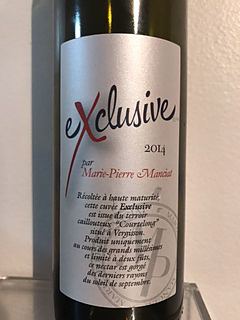 exclusive
2014
par
Marie-Pierre Manciat
Récoltée à haute maturité,
cette cuvée Exclusive
est issue du terroir
caillouteux "Courtelong"
situé à Vergisson.
Produit uniquement
au cours des grands millésimes
et limité à deux fûts,
ce nectar est gorgé
des derniers rayons
du soleil de septembre.